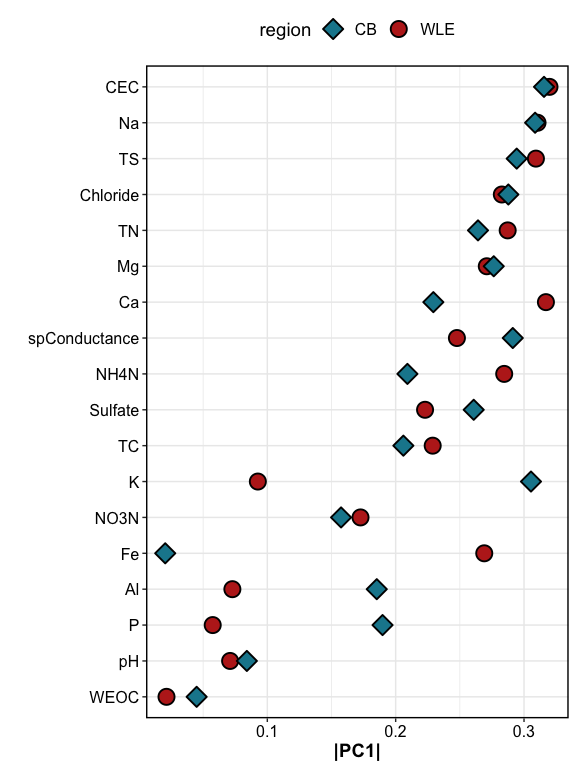 region CB WLE
CEC
Na
TS
Chloride
TN
Mg
Ca
spConductance
NH4N
Sulfate
TC
K
NO3N
Fe
Al
P
pH
WEOC
0.1 0.2 0.3
|PC1|